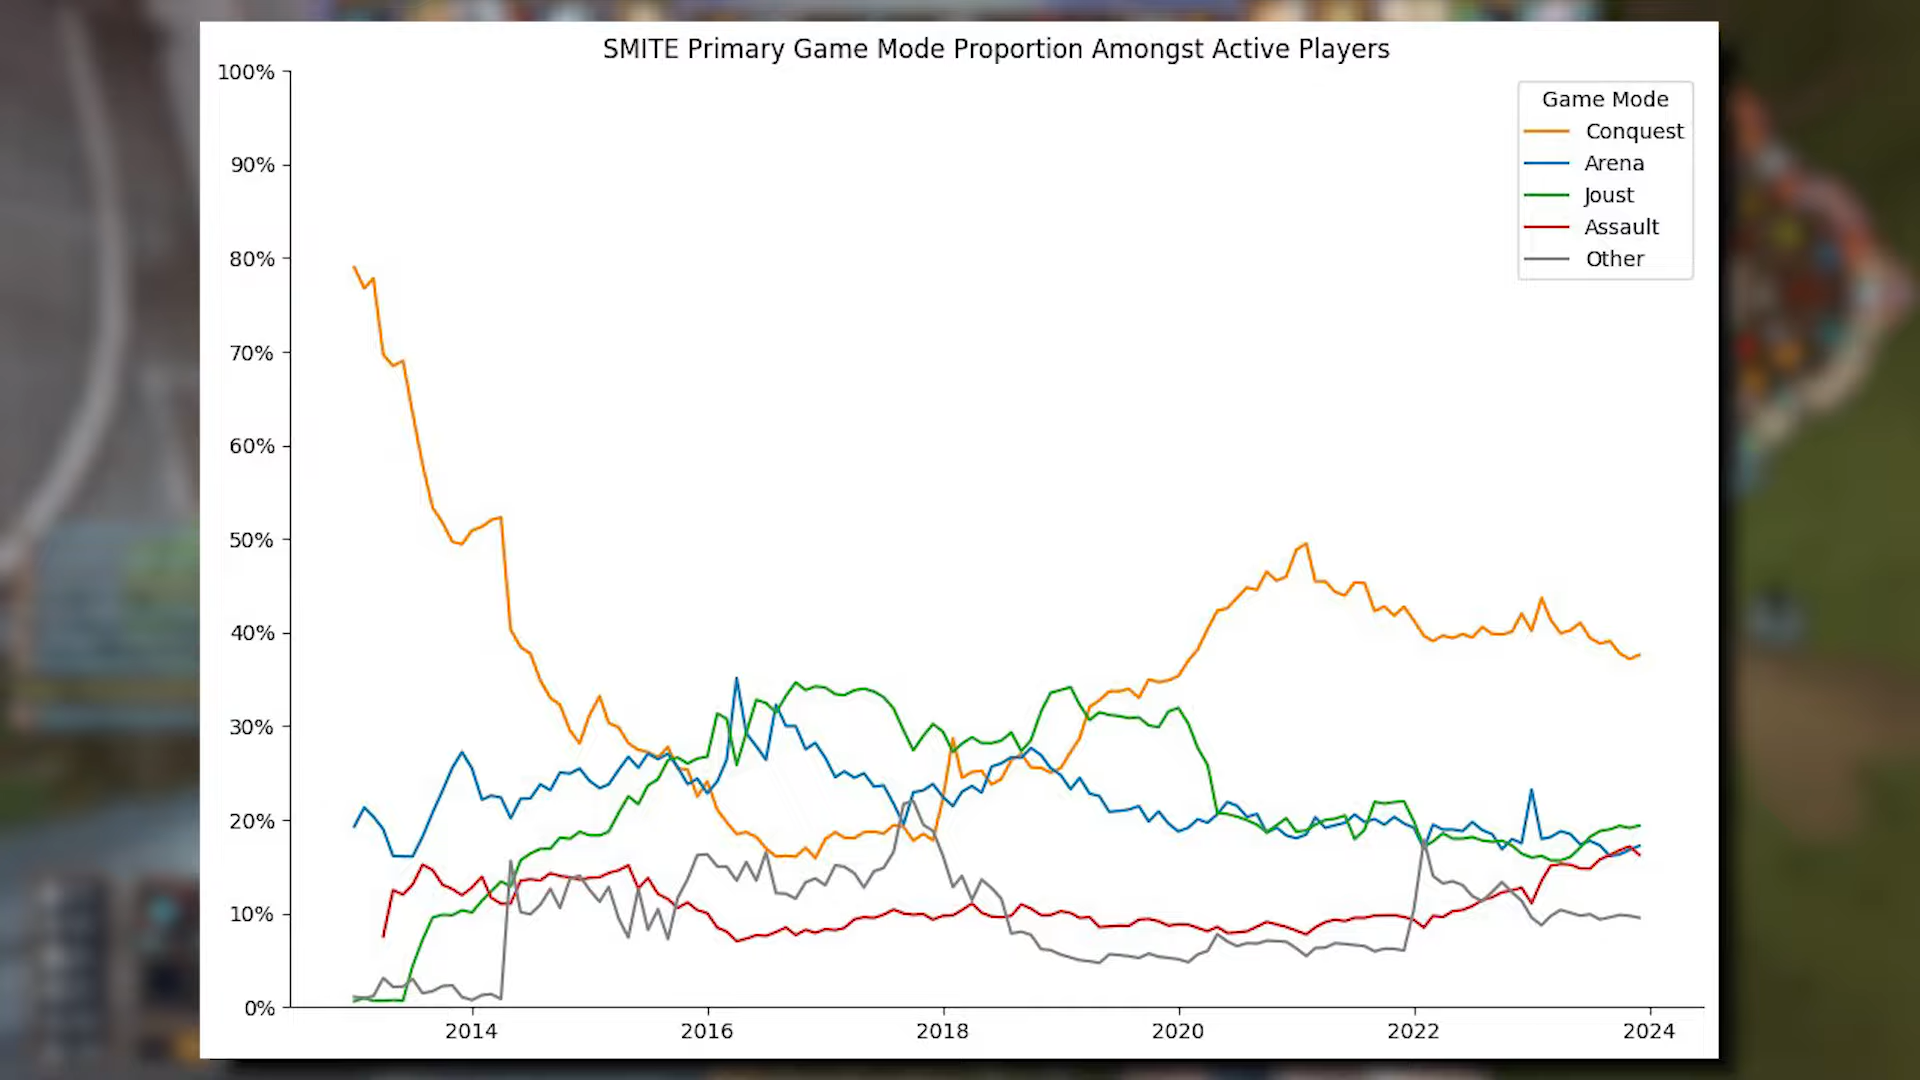 SMITE Primary Game Mode Proportion Amongst Active Players
100%
90%
80%
70%
60%
50%
40%
30%
20%
10%
0%
Game Mode
Conquest
Arena
Joust
Assault
Other
2014 2016 2018 2020 2022 2024